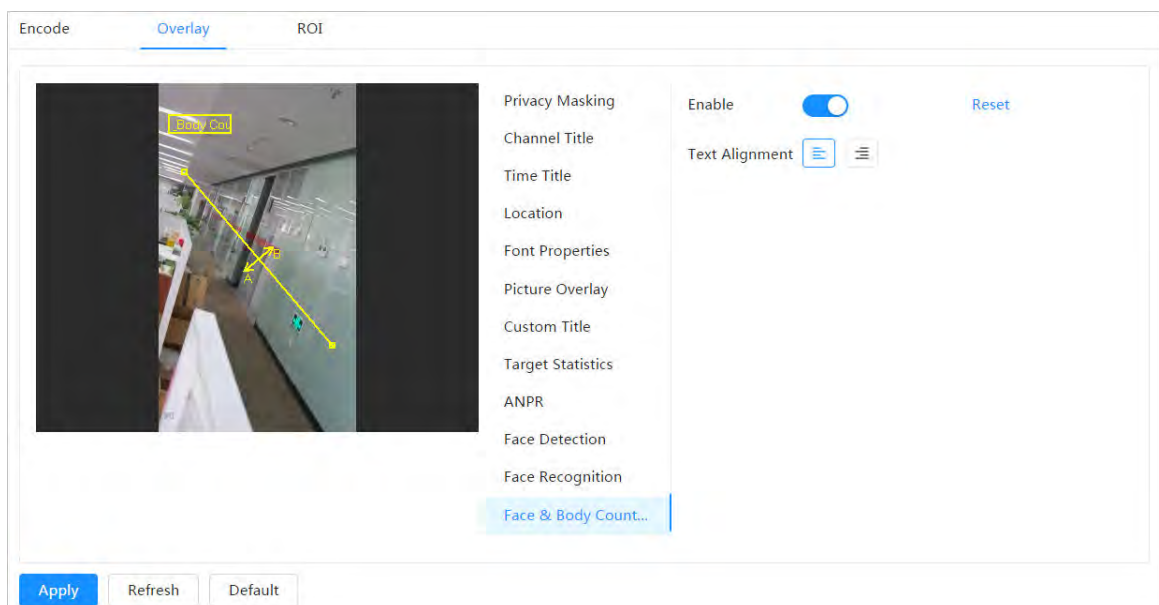 Encode Overlay ROI
_Body Cou
B
A
Privacy Masking
Channel Title
Time Title
Location
Font Properties
Picture Overlay
Custom Title
Target Statistics
ANPR
Face Detection
Face Recognition
Face & Body Count...
Enable Reset
Text Alignment
Apply Refresh Default